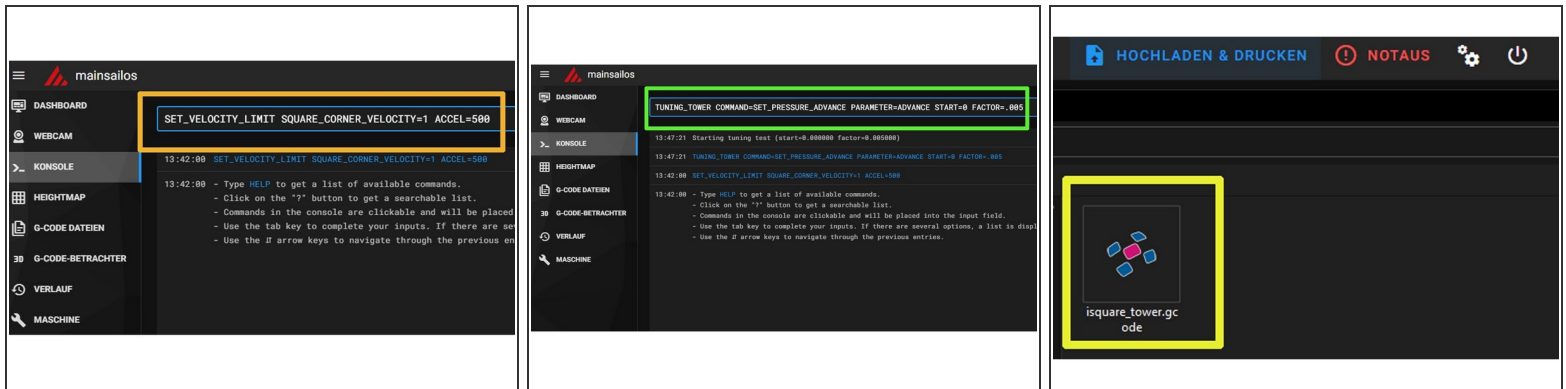 mainsailos
DASHBOARD
WEBCAM
KONSOLE
HEIGHTMAP
G-CODE DATEIEN
3D G-CODE-BETRACHTER
VERLAUF
MASCHINE
SET_VELOCITY_LIMIT SQUARE_CORNER_VELOCITY=1 ACCEL=500
13:42:00 SET_VELOCITY_LIMIT SQUARE_CORNER_VELOCITY=1 ACCEL=500
13:42:00 - Type HELP to get a list of available commands.
- Click on the "?" button to get a searchable list.
- Commands in the console are clickable and will be placed
- Use the tab key to complete your inputs. If there are se
- Use the ⇵ arrow keys to navigate through the previous en
mainsailos
DASHBOARD
WEBCAM
KONSOLE
HEIGHTMAP
G-CODE DATEIEN
3D G-CODE-BETRACHTER
VERLAUF
MASCHINE
TUNING_TOWER COMMAND=SET_PRESSURE_ADVANCE PARAMETER=ADVANCE START=0 FACTOR=.005
13:47:21 Starting tuning test (start=0.000000 factor=0.005000)
13:47:21 TUNING_TOWER COMMAND=SET_PRESSURE_ADVANCE PARAMETER=ADVANCE START=0 FACTOR=.005
13:42:00 SET_VELOCITY_LIMIT SQUARE_CORNER_VELOCITY=1 ACCEL=500
13:42:00 - Type HELP to get a list of available commands.
- Click on the "?" button to get a searchable list.
- Commands in the console are clickable and will be placed into the input field.
- Use the tab key to complete your inputs. If there are several options, a list is displ
- Use the ⇵ arrow keys to navigate through the previous entries.
HOCHLADEN & DRUCKEN
NOTAUS
isquare_tower.gc
ode